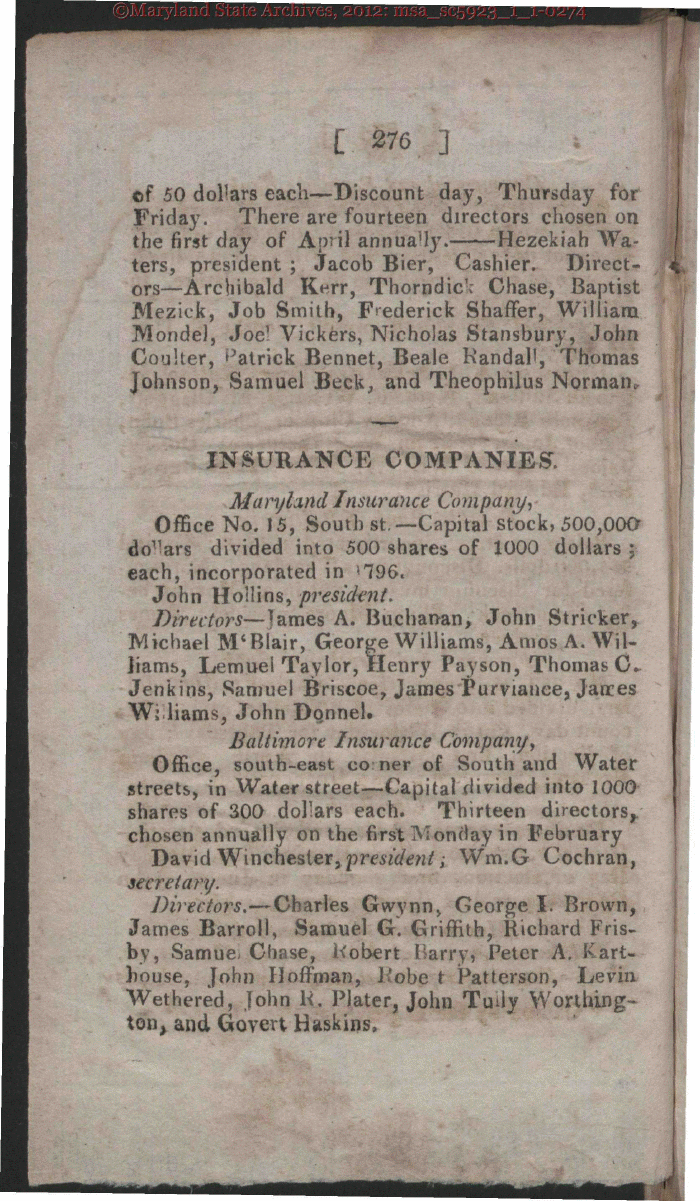 ©Maryland State Archives, 2012: msa_sc5923_1_1-0274
[ 276 ]
of 50 dollars each—Discount day, Thursday for
Friday. There are fourteen directors chosen on
the first day of April annually.——Hezekiah Wa-
ters, president ; Jacob Bier, Cashier. Direct-
ors—Archibald Kerr, Thorndick Chase, Baptist
Mezick, Job Smith, Frederick Shaffer, William
Mondel, Joel Vickers, Nicholas Stansbury, John
Coulter, Patrick Bennet, Beale Randall, Thomas
Johnson, Samuel Beck, and Theophilus Norman.
INSURANCE COMPANIES.
Maryland Insurance Company,
Office No. 15, South st.—Capital stock, 500,000
dollars divided into 500 shares of 1000 dollars ;
each, incorporated in 1796.
John Hollins, president.
Directors—James A. Buchanan, John Stricker,
Michael M‘Blair, George Williams, Amos A. Wil-
liams, Lemuel Taylor, Henry Payson, Thomas C.
Jenkins, Samuel Briscoe, James Purviance, James
Williams, John Donnel.
Baltimore Insurance Company,
Office, south-east corner of South and Water
streets, in Water street—Capital divided into 1000
shares of 300 dollars each. Thirteen directors,
chosen annually on the first Monday in February
David Winchester, president ; Wm.G Cochran,
secretary.
Directors.—Charles Gwynn, George I. Brown,
James Barroll, Samuel G. Griffith, Richard Fris-
by, Samuel Chase, Robert Barry, Peter A. Kart-
house, John Hoffman, Robe t Patterson, Levin
Wethered, John R. Plater, John Tully Worthing-
ton, and Govert Haskins.